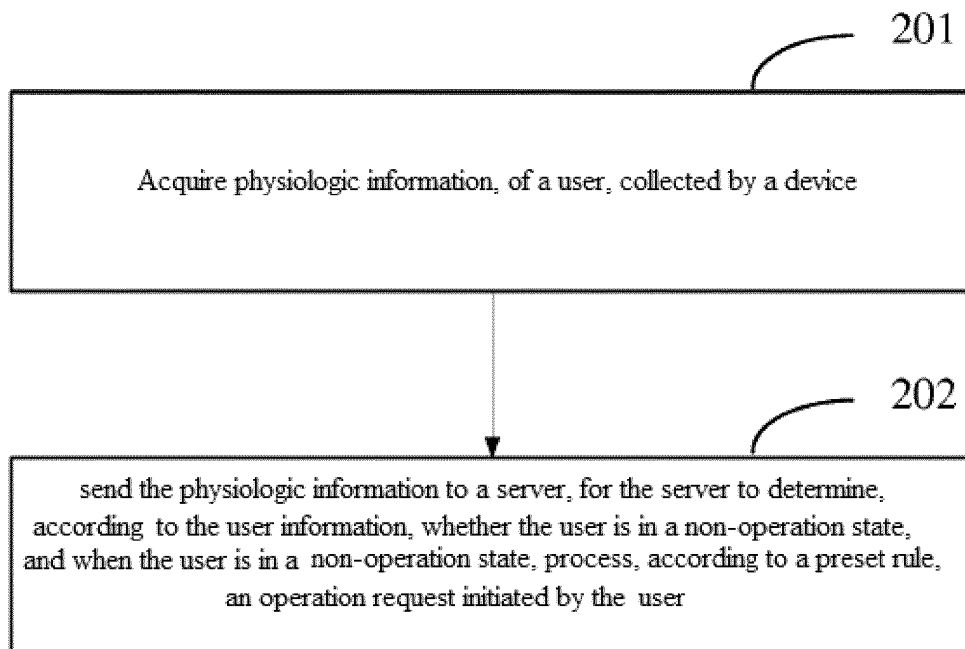 201
Acquire physiologic information, of a user, collected by a device
202
send the physiologic information to a server, for the server to determine,
according to the user information, whether the user is in a non-operation state,
and when the user is in a non-operation state, process, according to a preset rule,
an operation request initiated by the user